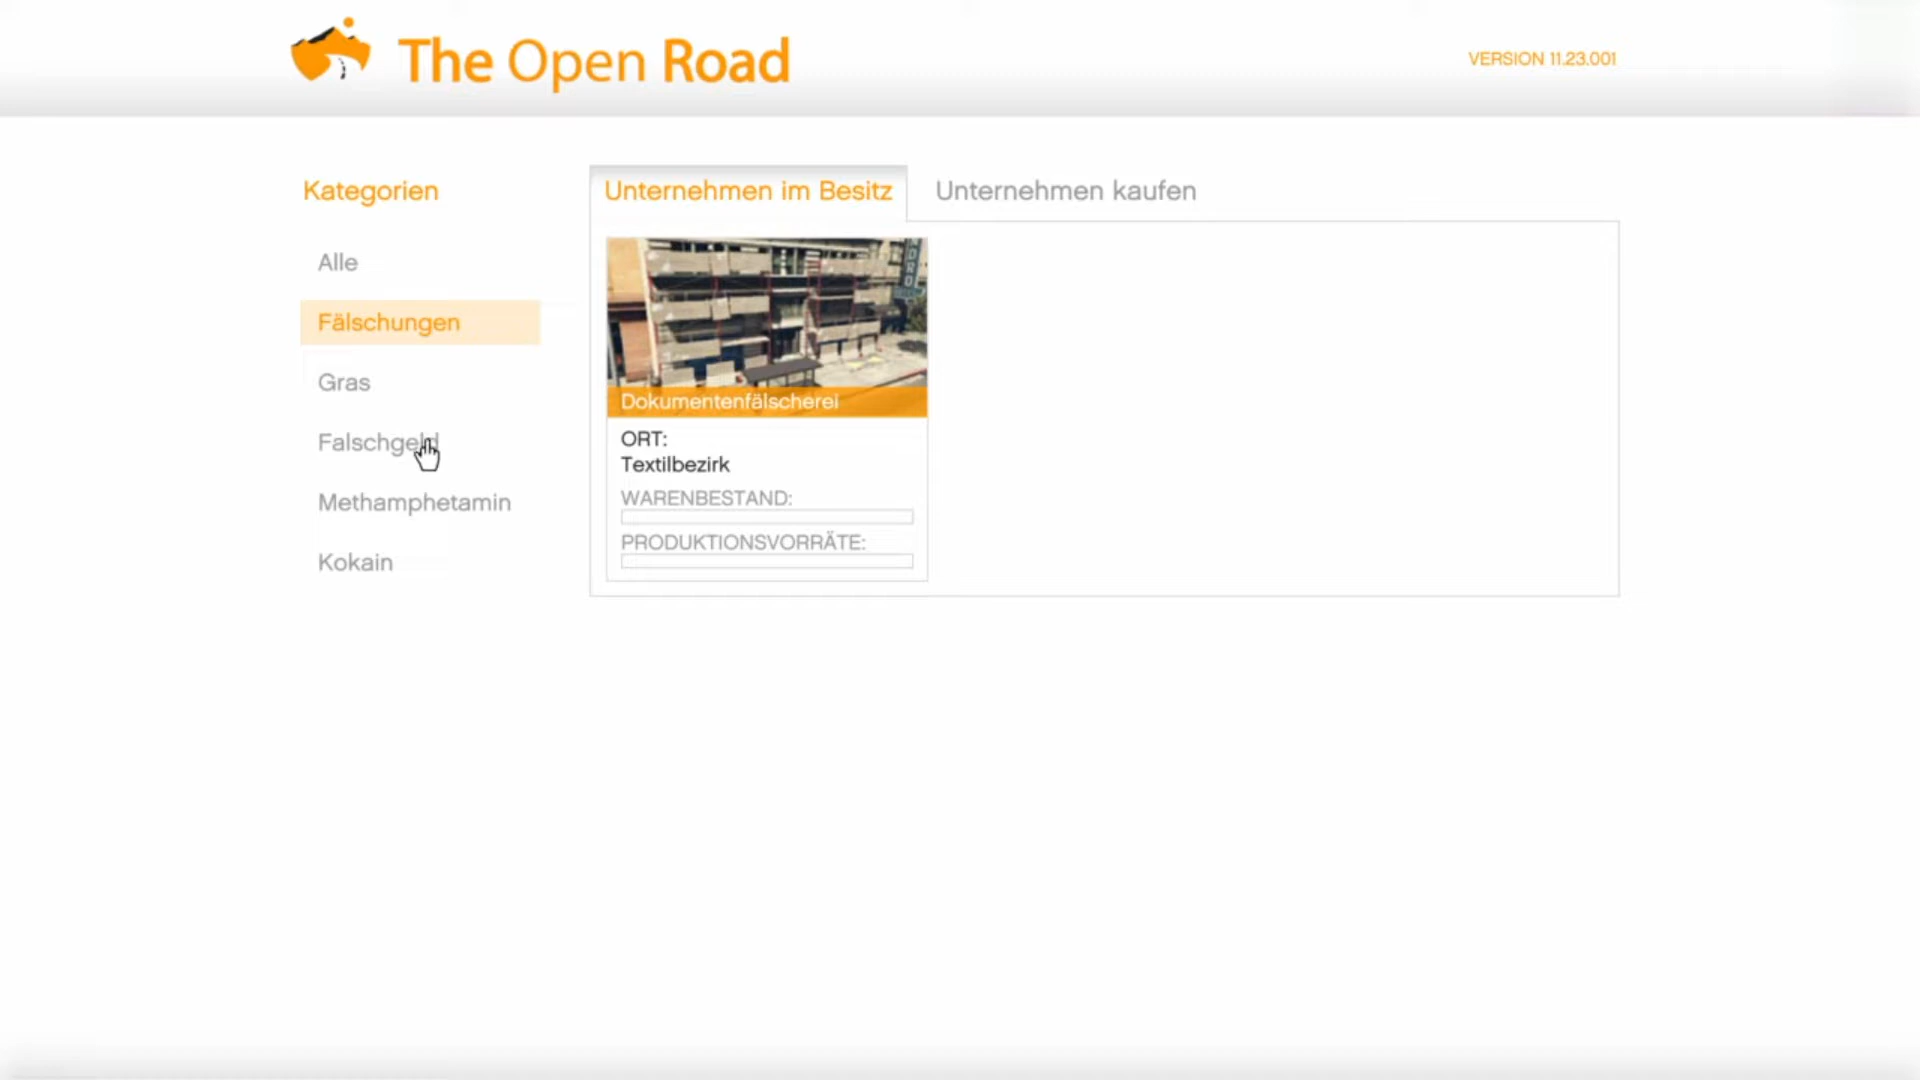 The Open Road
VERSION 11.23.001
Kategorien
Alle
Fälschungen
Gras
Falschgeld
Methamphetamin
Kokain
Unternehmen im Besitz
Unternehmen kaufen
Dokumentenfälscherei
ORT:
Textilbezirk
WARENBESTAND:
PRODUKTIONSVORRÄTE: